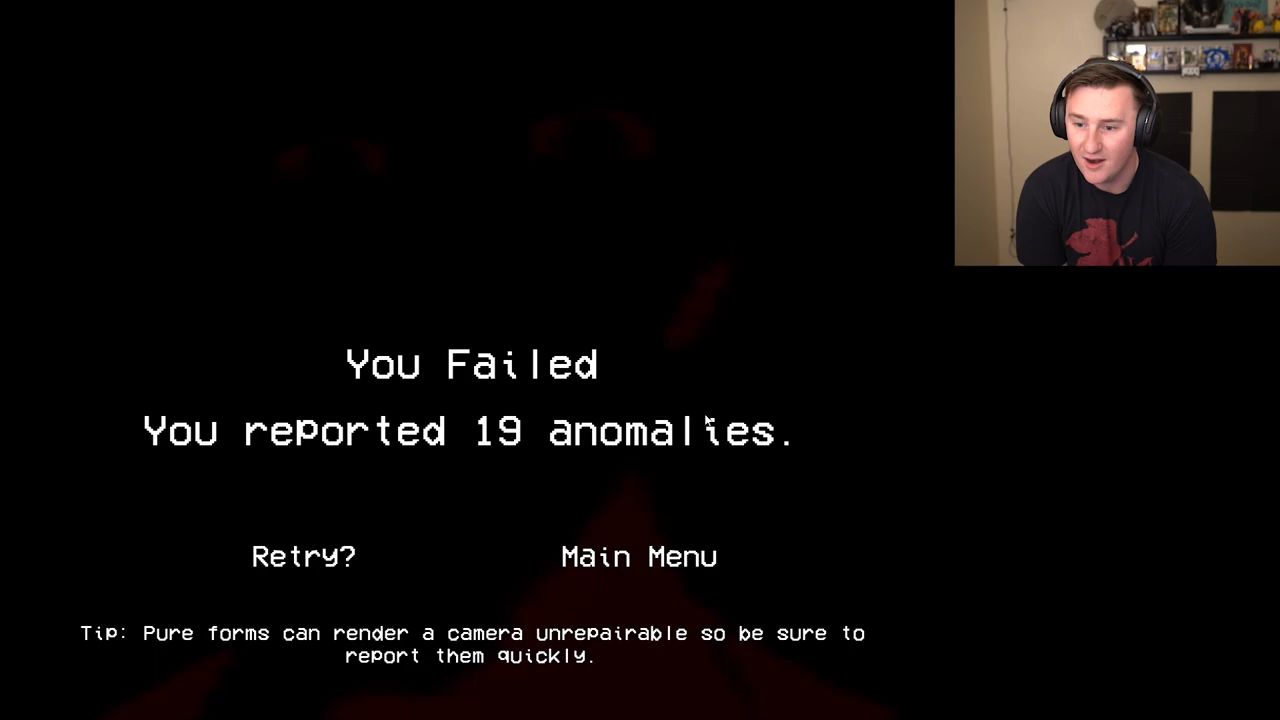 You Failed
You reported 19 anomalies.
Retry?
Main Menu
Tip: Pure forms can render a camera unrepairable so be sure to
report them quickly.